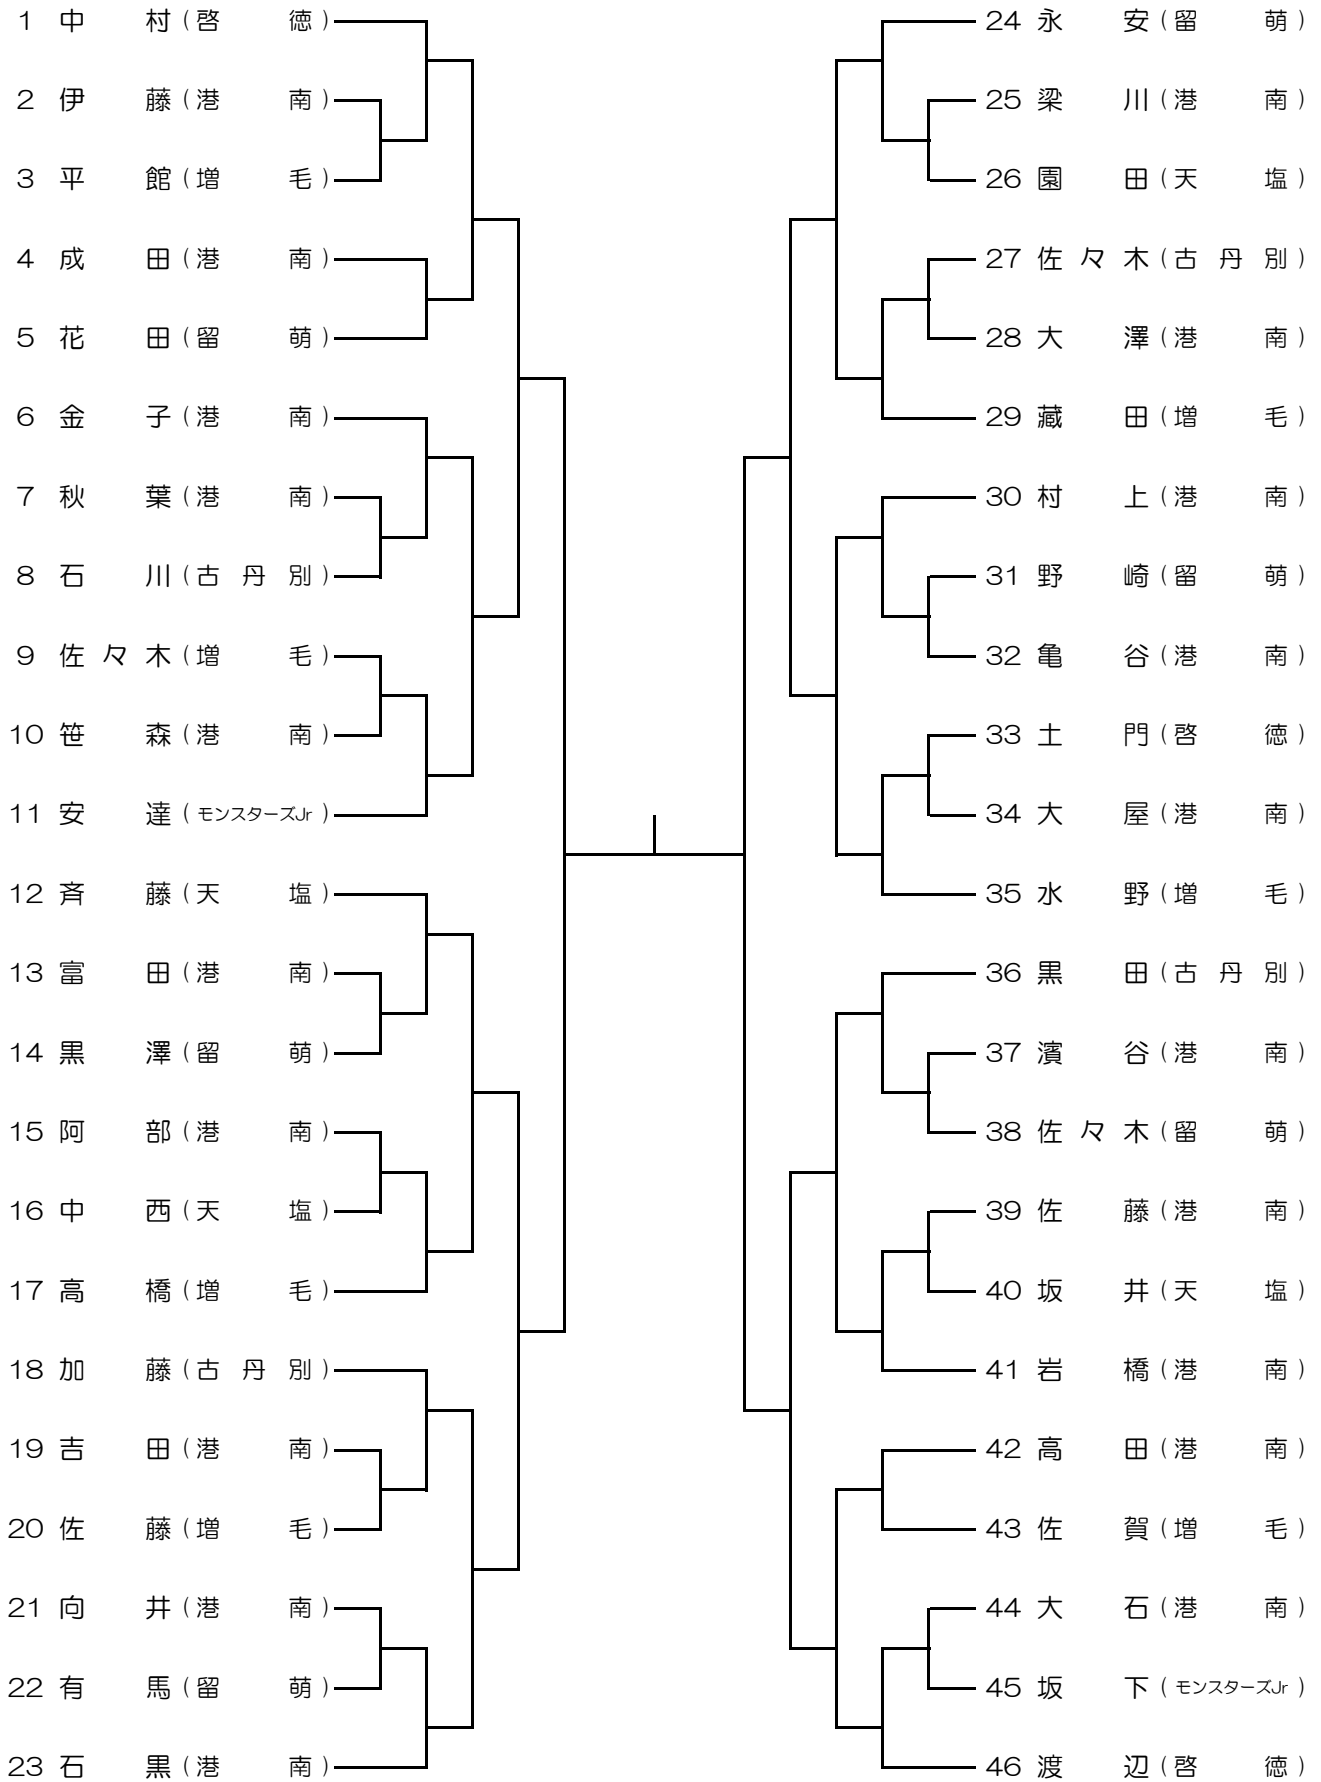 1 中村(啓徳)
2 伊藤(港南)
3 平館(増毛)
4 成田(港南)
5 花田(留萌)
6 金子(港南)
7 秋葉(港南)
8 石川(古丹別)
9 佐々木(増毛)
10 笹森(港南)
11 安達(モンスターズJr)
12 斉藤(天塩)
13 富田(港南)
14 黒澤(留萌)
15 阿部(港南)
16 中西(天塩)
17 高橋(増毛)
18 加藤(古丹別)
19 吉田(港南)
20 佐藤(増毛)
21 向井(港南)
22 有馬(留萌)
23 石黒(港南)
24 永安(留萌)
25 梁川(港南)
26 園田(天塩)
27 佐々木(古丹別)
28 大澤(港南)
29 藏田(増毛)
30 村上(港南)
31 野崎(留萌)
32 亀谷(港南)
33 土門(啓徳)
34 大屋(港南)
35 水野(増毛)
36 黒田(古丹別)
37 濱谷(港南)
38 佐々木(留萌)
39 佐藤(港南)
40 坂井(天塩)
41 岩橋(港南)
42 高田(港南)
43 佐賀(増毛)
44 大石(港南)
45 坂下(モンスターズJr)
46 渡辺(啓徳)